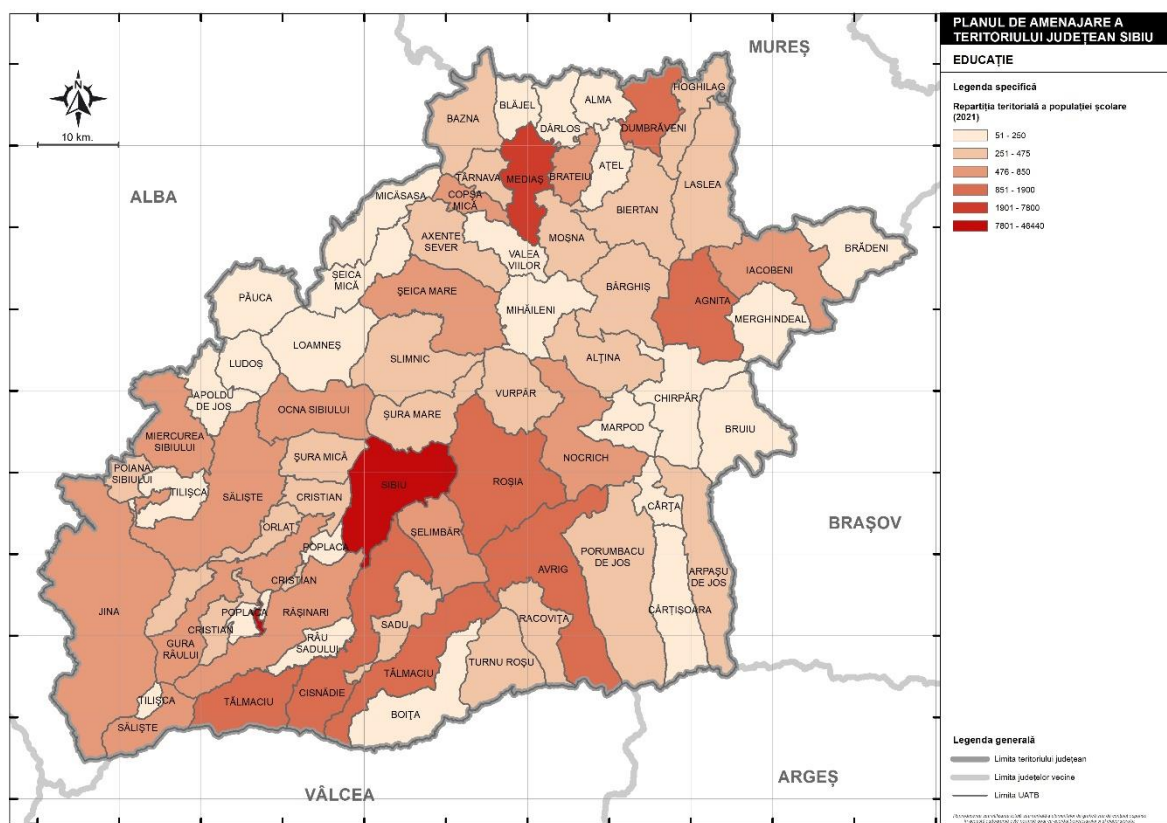 PLANUL DE AMENAJARE A
TERITORIULUI JUDEȚEAN SIBIU
EDUCAȚIE
Legenda specifică
Repartiția teritorială a populației școlare
(2021)
51 - 250
251 - 475
476 - 850
851 - 1900
1901 - 7800
7801 - 46440
10 km.
MUREȘ
ALBA
BRAȘOV
ARGEȘ
VÂLCEA
HOGHILAG
BLĂJEL
ALMA
BAZNA
DÂRLOS
DUMBRĂVENI
AȚEL
TÂRNAVA
MEDIAȘ
BRATEIU
LASLEA
MICĂSASA
COPȘA
MICĂ
BIERTAN
AXENTE
SEVER
MOȘNA
BRĂDENI
VALEA
VIILOR
IACOBENI
ȘEICA
MICĂ
BÂRGHIȘ
ȘEICA MARE
PĂUCA
AGNITA
MIHĂILENI
MERGHINDEAL
LOAMNEȘ
SLIMNIC
ALȚINA
LUDOȘ
APOLDU
DE JOS
VURPĂR
CHIRPĂR
OCNA SIBIULUI
ȘURA MARE
MARPOD
BRUIU
MIERCUREA
SIBIULUI
ȘURA MICĂ
NOCRICH
POIANA
SIBIULUI
SIBIU
ROȘIA
TILIȘCA
SĂLIȘTE
CRISTIAN
CÂRȚA
ORLAT
ȘELIMBĂR
POPLACA
PORUMBACU
DE JOS
AVRIG
ARPAȘU
DE JOS
CRISTIAN
JINA
POPLACA
RĂȘINARI
CÂRȚIȘOARA
RACOVIȚA
SADU
CRISTIAN
GURA
RÂULUI
RÂU
SADULUI
TURNU ROȘU
TĂLMACIU
TILIȘCA
TĂLMACIU
CISNĂDIE
BOIȚA
SĂLIȘTE
Legenda generală
Limita teritoriului județean
Limita județelor vecine
Limita UATB